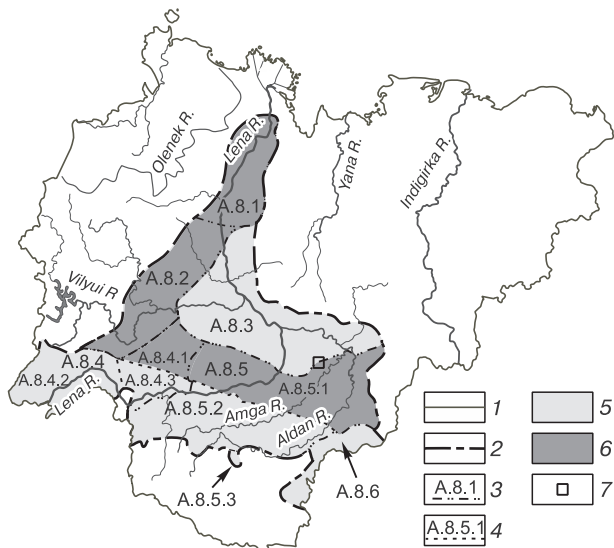 Olenek R.
Lena R.
Yana R.
Indigirka R.
A.8.1
Vilyui R
A.8.2
A.8.3
A.8.4
A.8.4.1
A.8.5
A.8.4.2
A.8.4.3
A.8.5.1
Lena R.
A.8.5.2
Amga R.
Aldan R.
A.8.5.3
A.8.6
1
5
2
6
A.8.1
3
7
A.8.5.1
4